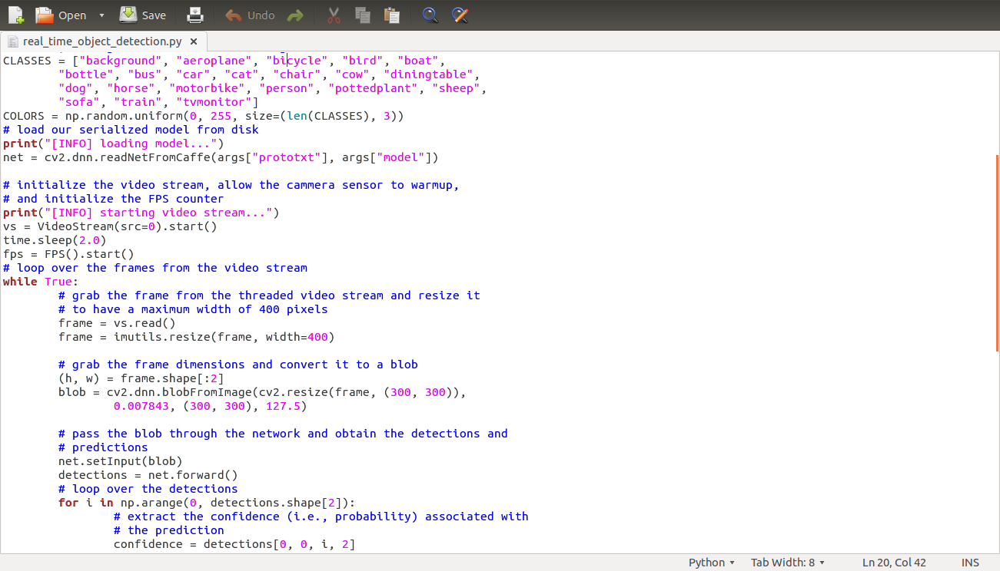 Open Save Undo
real_time_object_detection.py ×
CLASSES = ["background", "aeroplane", "bicycle", "bird", "boat",
        "bottle", "bus", "car", "cat", "chair", "cow", "diningtable",
        "dog", "horse", "motorbike", "person", "pottedplant", "sheep",
        "sofa", "train", "tvmonitor"]
COLORS = np.random.uniform(0, 255, size=(len(CLASSES), 3))
# load our serialized model from disk
print("[INFO] loading model...")
net = cv2.dnn.readNetFromCaffe(args["prototxt"], args["model"])

# initialize the video stream, allow the cammera sensor to warmup,
# and initialize the FPS counter
print("[INFO] starting video stream...")
vs = VideoStream(src=0).start()
time.sleep(2.0)
fps = FPS().start()
# loop over the frames from the video stream
while True:
        # grab the frame from the threaded video stream and resize it
        # to have a maximum width of 400 pixels
        frame = vs.read()
        frame = imutils.resize(frame, width=400)

        # grab the frame dimensions and convert it to a blob
        (h, w) = frame.shape[:2]
        blob = cv2.dnn.blobFromImage(cv2.resize(frame, (300, 300)),
                0.007843, (300, 300), 127.5)

        # pass the blob through the network and obtain the detections and
        # predictions
        net.setInput(blob)
        detections = net.forward()
        # loop over the detections
        for i in np.arange(0, detections.shape[2]):
                # extract the confidence (i.e., probability) associated with
                # the prediction
                confidence = detections[0, 0, i, 2]
Python Tab Width: 8 Ln 20, Col 42 INS